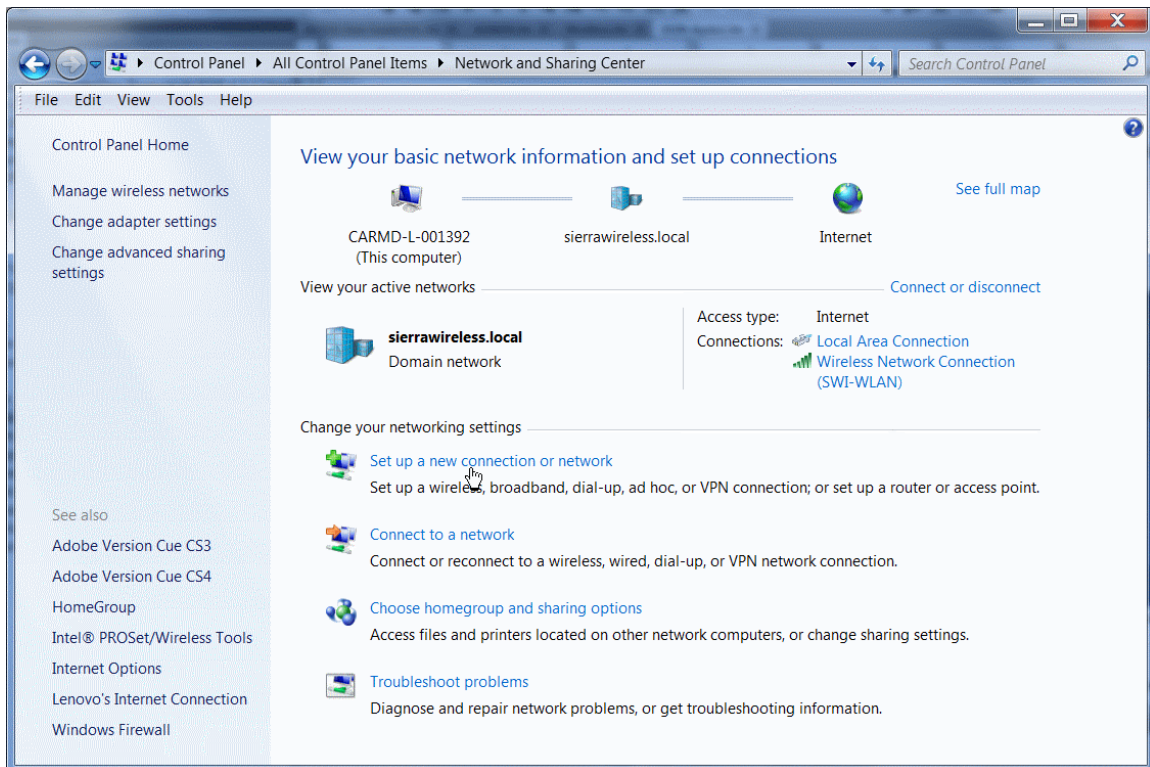 Control Panel All Control Panel Items Network and Sharing Center
Search Control Panel
File Edit View Tools Help
Control Panel Home
Manage wireless networks
Change adapter settings
Change advanced sharing
settings
See also
Adobe Version Cue CS3
Adobe Version Cue CS4
HomeGroup
Intel® PROSet/Wireless Tools
Internet Options
Lenovo's Internet Connection
Windows Firewall
View your basic network information and set up connections
See full map
CARMD-L-001392
(This computer)
sierrawireless.local
Internet
View your active networks
Connect or disconnect
sierrawireless.local
Domain network
Access type: Internet
Connections: Local Area Connection
Wireless Network Connection
(SWI-WLAN)
Change your networking settings
Set up a new connection or network
Set up a wireless, broadband, dial-up, ad hoc, or VPN connection; or set up a router or access point.
Connect to a network
Connect or reconnect to a wireless, wired, dial-up, or VPN network connection.
Choose homegroup and sharing options
Access files and printers located on other network computers, or change sharing settings.
Troubleshoot problems
Diagnose and repair network problems, or get troubleshooting information.